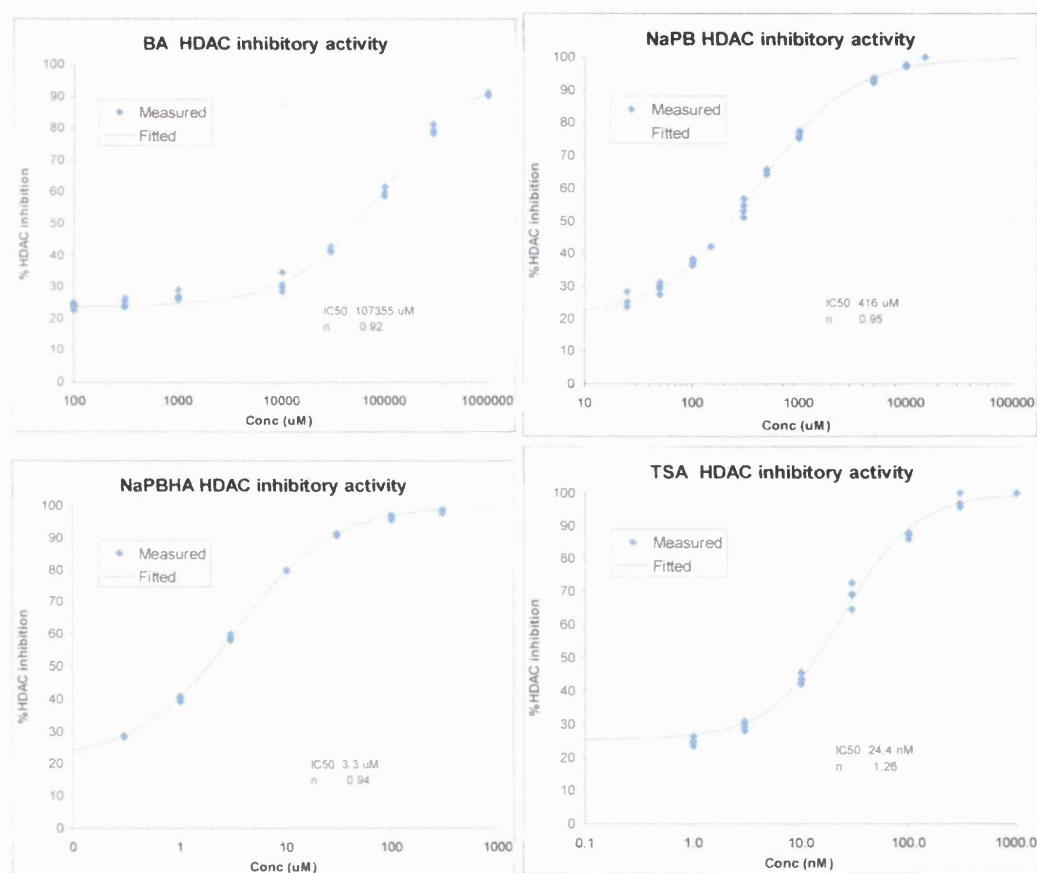 BA HDAC inhibitory activity
100
90
80
70
60
50
40
30
20
10
0
%HDAC inhibition
Measured
Fitted
IC50 107355 uM
n 0.92
100 1000 10000 100000 1000000
Conc (uM)
NaPB HDAC inhibitory activity
100
90
80
70
60
50
40
30
20
10
0
%HDAC inhibition
Measured
Fitted
IC50 416 uM
n 0.95
10 100 1000 10000 100000
Conc (uM)
NaPBHA HDAC inhibitory activity
100
90
80
70
60
50
40
30
20
10
0
%HDAC inhibition
Measured
Fitted
IC50 3.3 uM
n 0.94
0 1 10 100 1000
Conc (uM)
TSA HDAC inhibitory activity
100
90
80
70
60
50
40
30
20
10
0
%HDAC inhibition
Measured
Fitted
IC50 24.4 nM
n 1.26
0.1 1.0 10.0 100.0 1000.0
Conc (nM)